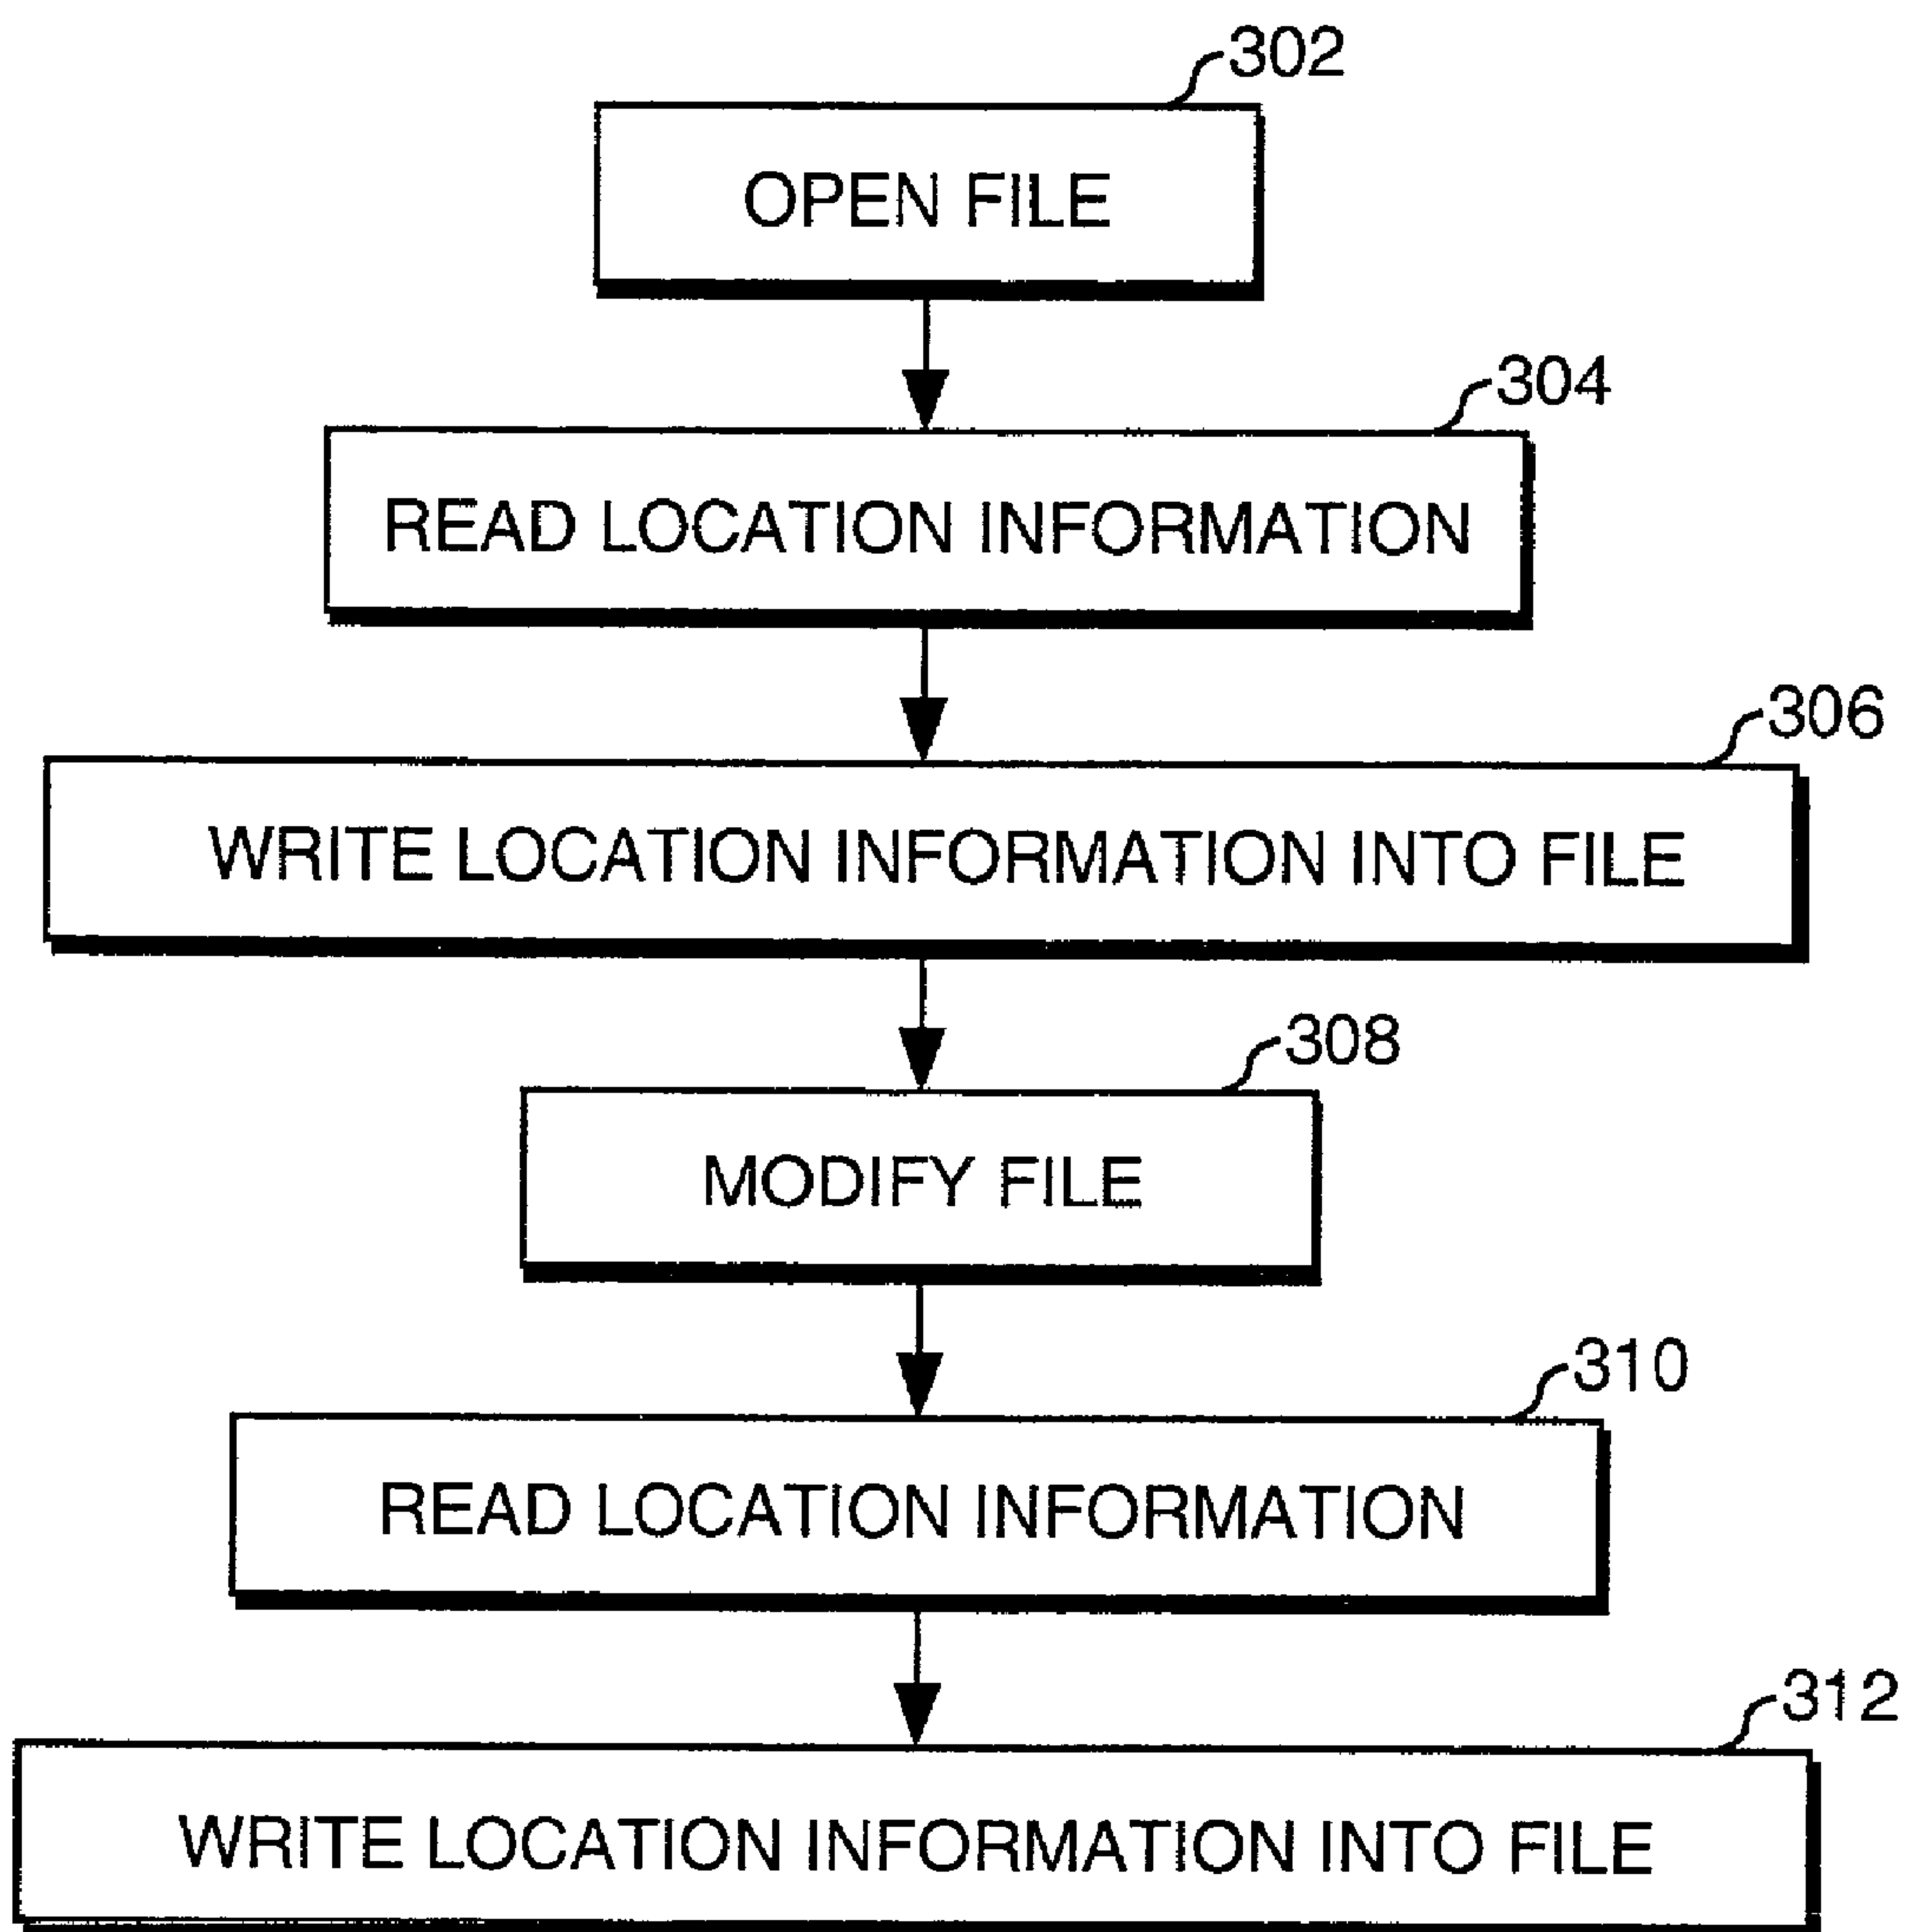 302
OPEN FILE
304
READ LOCATION INFORMATION
306
WRITE LOCATION INFORMATION INTO FILE
308
MODIFY FILE
310
READ LOCATION INFORMATION
312
WRITE LOCATION INFORMATION INTO FILE